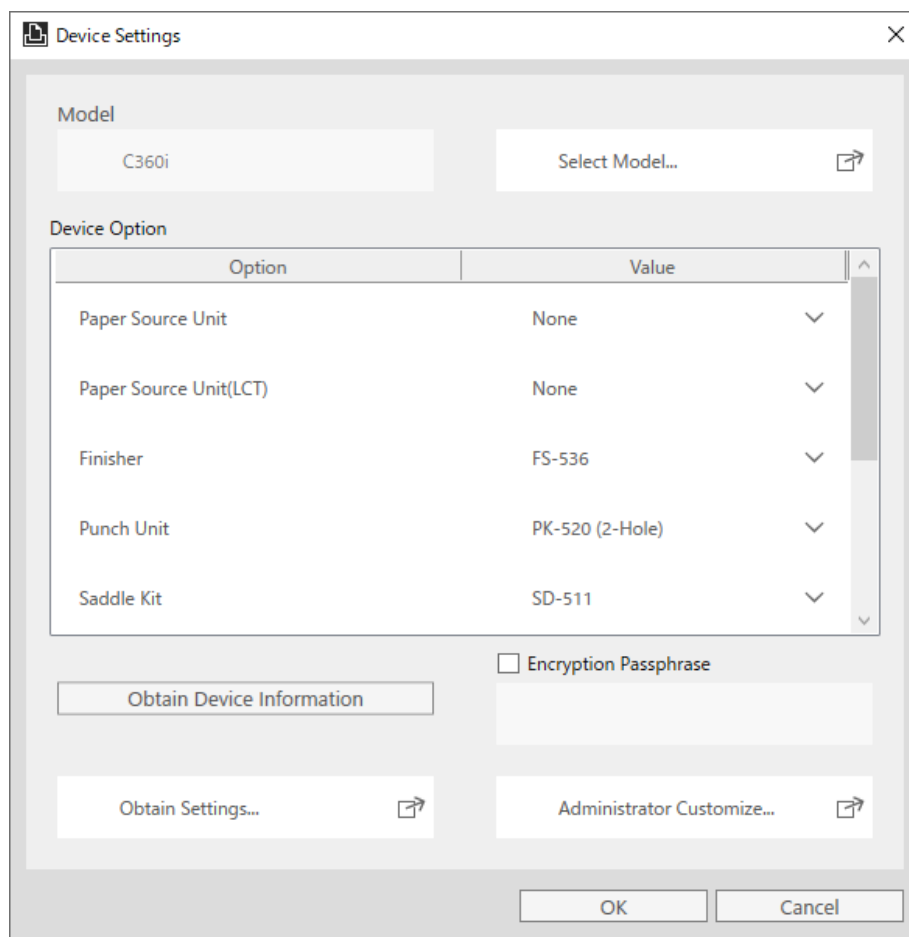 Device Settings
Model
C360i
Select Model...
Device Option
Option Value
Paper Source Unit None
Paper Source Unit(LCT) None
Finisher FS-536
Punch Unit PK-520 (2-Hole)
Saddle Kit SD-511
Encryption Passphrase
Obtain Device Information
Obtain Settings...
Administrator Customize...
OK
Cancel